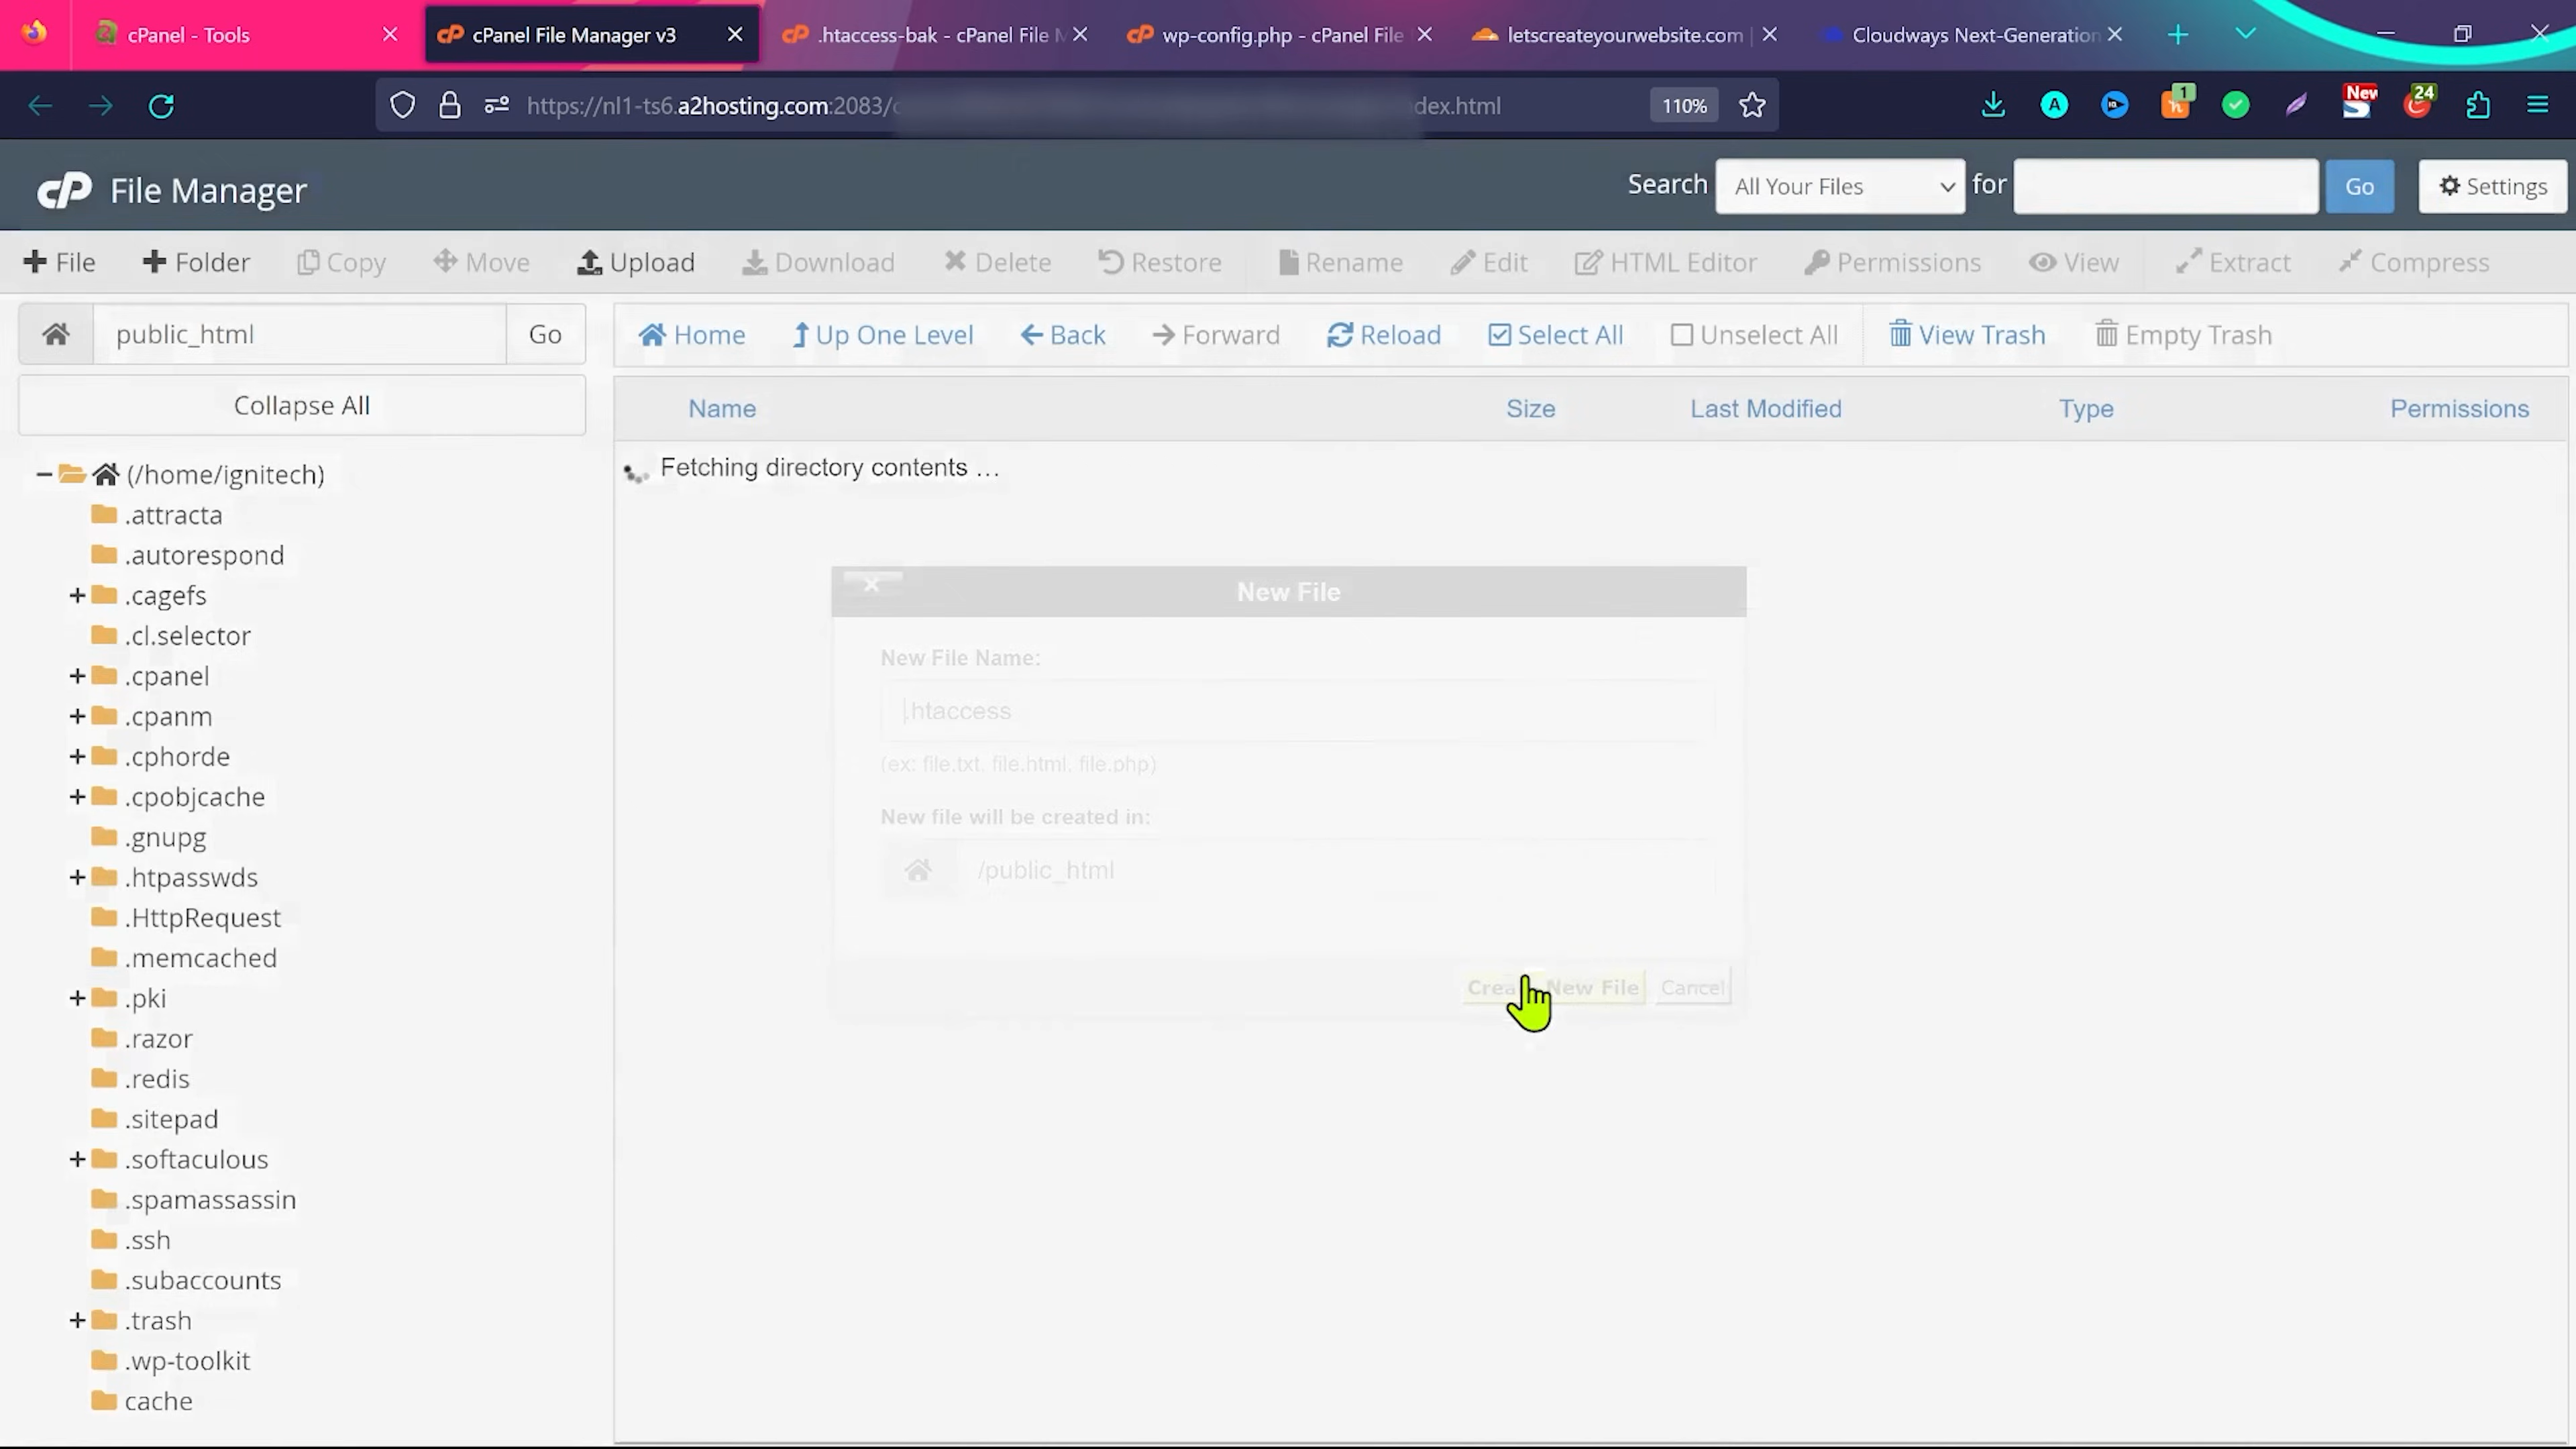 cPanel - Tools
cPanel File Manager v3
.htaccess-bak - cPanel File M
wp-config.php - cPanel File
letscreateyourwebsite.com |
Cloudways Next-Generation
https://nl1-ts6.a2hosting.com:2083/
dex.html
110%
A
1
New
24
cP File Manager
Search
All Your Files
for
Go
Settings
File
Folder
Copy
Move
Upload
Download
Delete
Restore
Rename
Edit
HTML Editor
Permissions
View
Extract
Compress
public_html
Go
Home
Up One Level
Back
Forward
Reload
Select All
Unselect All
View Trash
Empty Trash
Collapse All
Name
Size
Last Modified
Type
Permissions
Fetching directory contents ...
(/home/ignitech)
.attracta
.autorespond
.cagefs
.cl.selector
.cpanel
.cpanm
.cphorde
.cpobjcache
.gnupg
.htpasswds
.HttpRequest
.memcached
.pki
.razor
.redis
.sitepad
.softaculous
.spamassassin
.ssh
.subaccounts
.trash
.wp-toolkit
cache
New File
New File Name:
.htaccess
(ex: file.txt, file.html, file.php)
New file will be created in:
/public_html
New File
Cancel